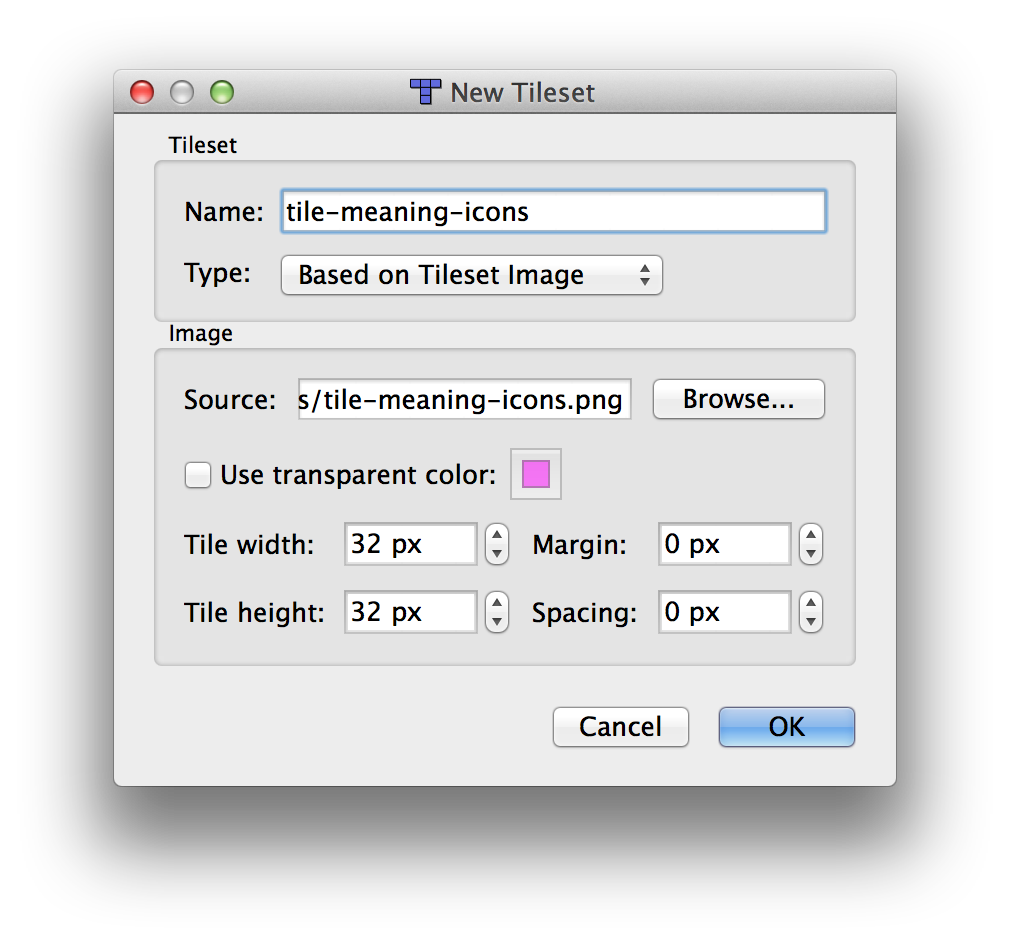 New Tileset
Tileset
Name: tile-meaning-icons
Type: Based on Tileset Image
Image
Source: s/tile-meaning-icons.png Browse...
Use transparent color:
Tile width: 32 px Margin: 0 px
Tile height: 32 px Spacing: 0 px
Cancel OK